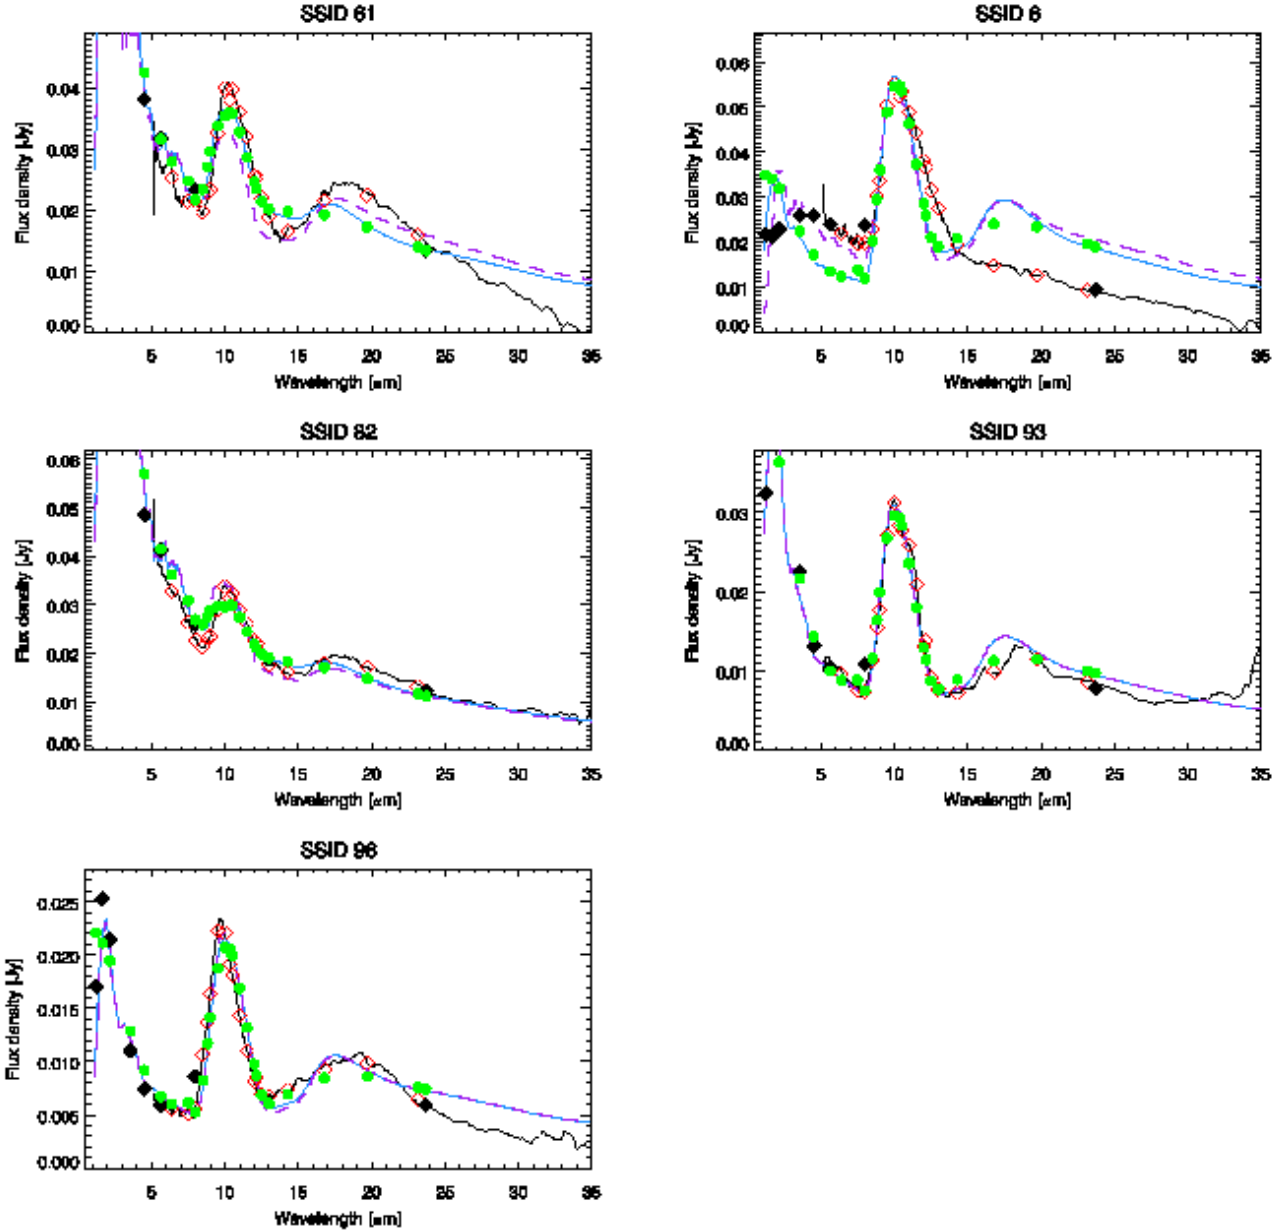 SSID 61
SSID 6
Flux density [Jy]
0.04
0.03
0.02
0.01
0.00
5 10 15 20 25 30 35
Wavelength [μm]
Flux density [Jy]
0.06
0.05
0.04
0.03
0.02
0.01
0.00
5 10 15 20 25 30 35
Wavelength [μm]
SSID 82
SSID 93
Flux density [Jy]
0.06
0.05
0.04
0.03
0.02
0.01
0.00
5 10 15 20 25 30 35
Wavelength [μm]
Flux density [Jy]
0.03
0.02
0.01
0.00
5 10 15 20 25 30 35
Wavelength [μm]
SSID 96
Flux density [Jy]
0.025
0.020
0.015
0.010
0.005
0.000
5 10 15 20 25 30 35
Wavelength [μm]